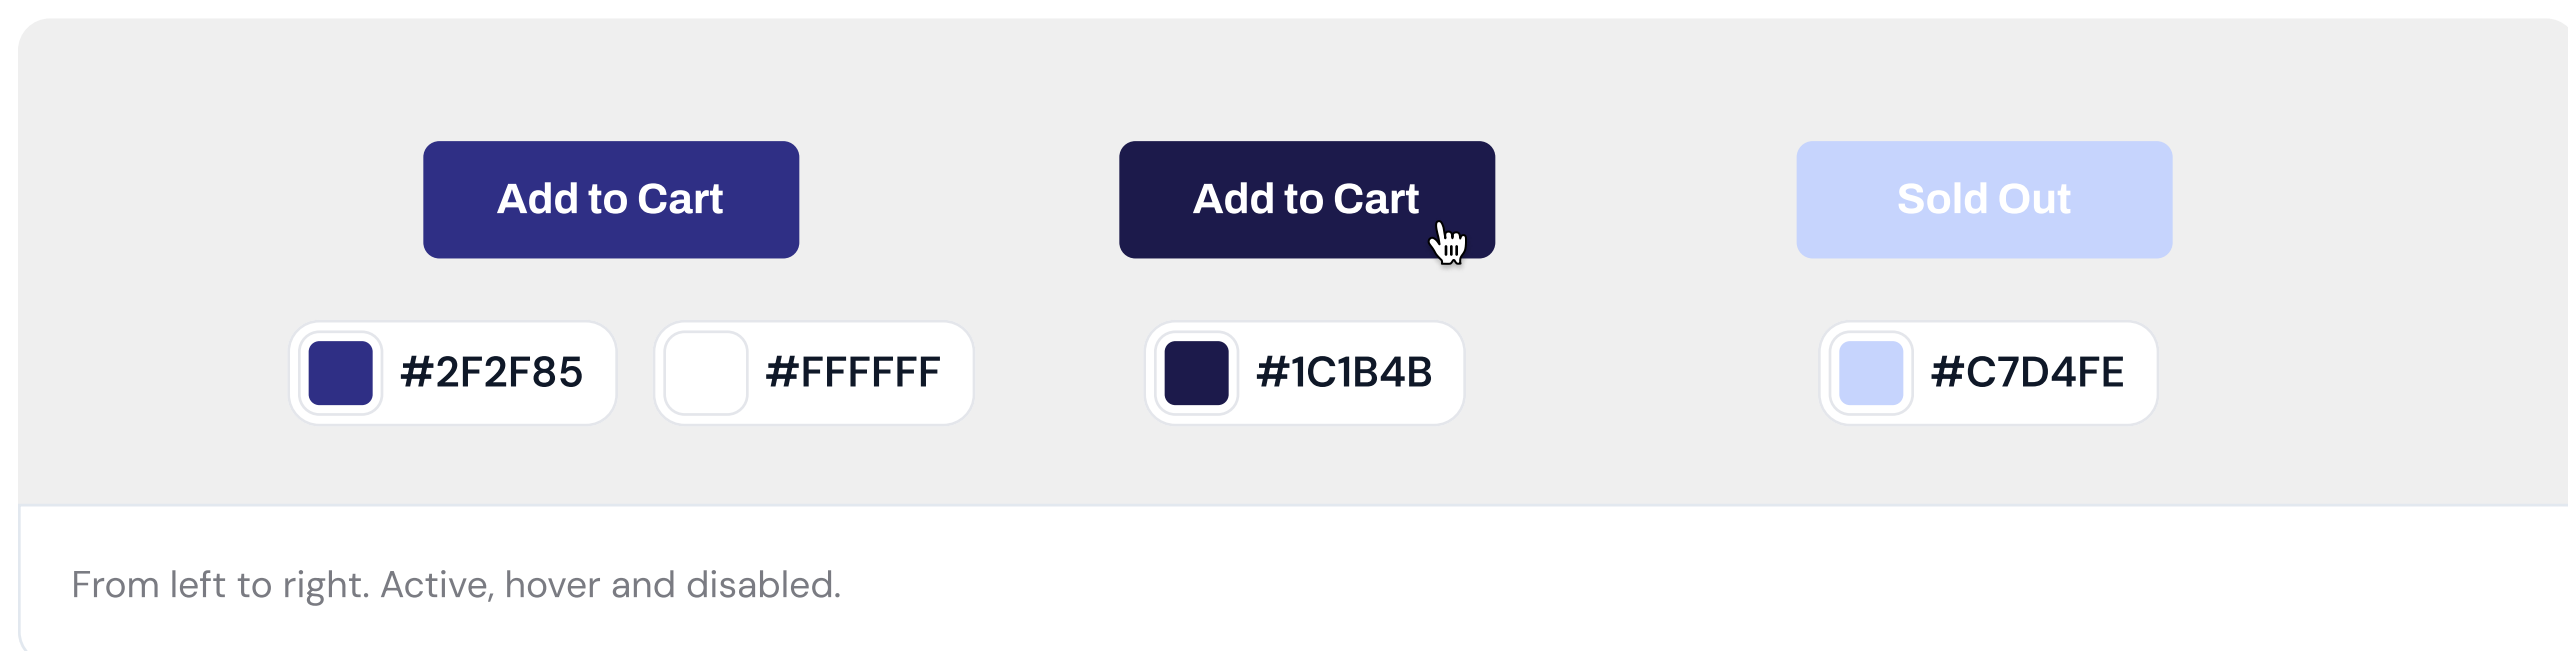 Add to Cart
Add to Cart
Sold Out
#2F2F85
#FFFFFF
#1C1B4B
#C7D4FE
From left to right. Active, hover and disabled.